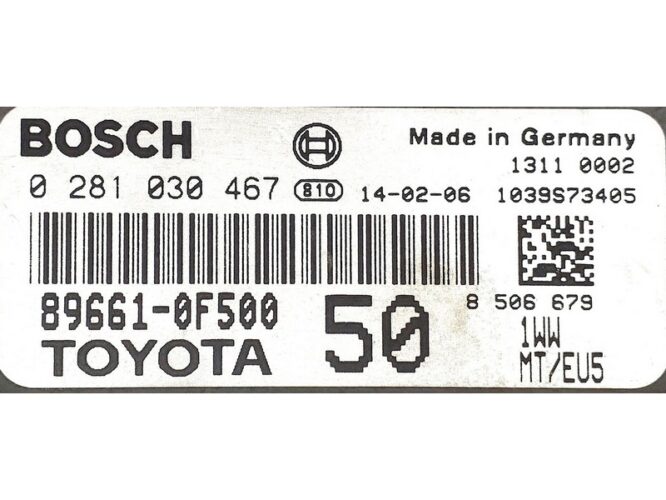 BOSCH
Made in Germany
1311 0002
0 281 030 467 810 14-02-06 1039S73405
8 506 679
89661-0F500
TOYOTA
50
1WW
MT/EU5